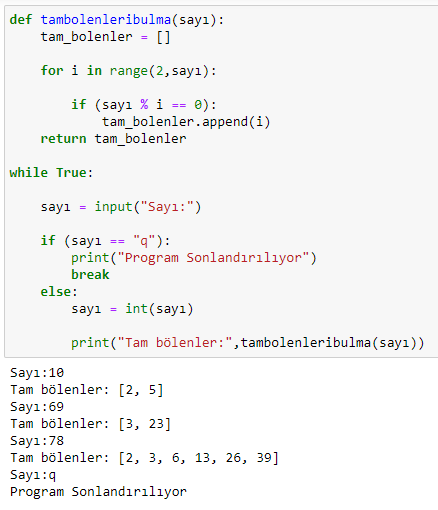 def tambolenleribulma(sayı):
    tam_bolenler = []
    for i in range(2,sayı):
        if (sayı % i == 0):
            tam_bolenler.append(i)
    return tam_bolenler
while True:
    sayı = input("Sayı:")
    if (sayı == "q"):
        print("Program Sonlandırılıyor")
        break
    else:
        sayı = int(sayı)
        print("Tam bölenler:",tambolenleribulma(sayı))
Sayı:10
Tam bölenler: [2, 5]
Sayı:69
Tam bölenler: [3, 23]
Sayı:78
Tam bölenler: [2, 3, 6, 13, 26, 39]
Sayı:q
Program Sonlandırılıyor